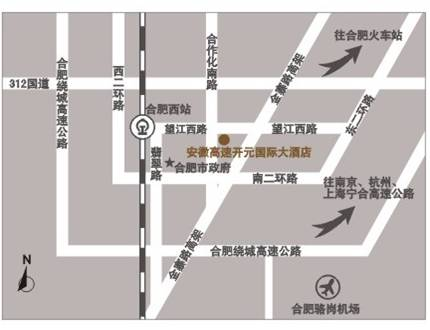 往合肥火车站
合作化南路
金寨路高架
312国道
合肥绕城高速公路
西二环路
东二环路
合肥西站
望江西路
望江西路
安徽高速开元国际大酒店
翡翠路
合肥市政府
南二环路
往南京、杭州、
上海宁合高速公路
金寨路高架
合肥绕城高速公路
N
合肥骆岗机场